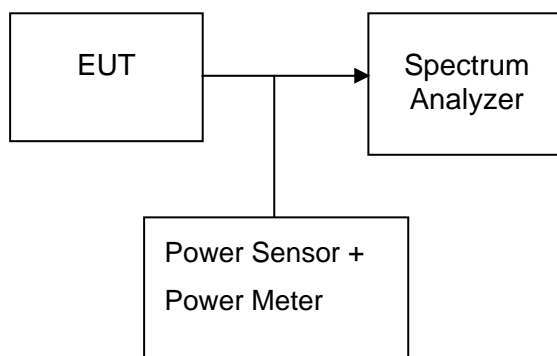 EUT
Spectrum
Analyzer
Power Sensor +
Power Meter